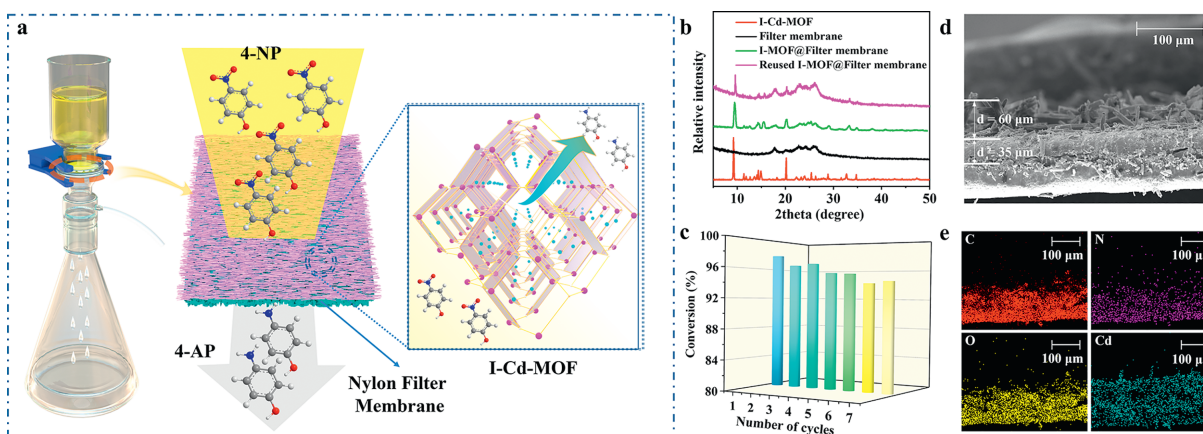 a
4-NP
4-AP
Nylon Filter
Membrane
I-Cd-MOF
b
I-Cd-MOF
Filter membrane
I-MOF@Filter membrane
Reused I-MOF@Filter membrane
Relative intensity
10 20 30 40 50
2theta (degree)
c
100
96
92
88
84
80
Conversion (%)
1 2 3 4 5 6 7
Number of cycles
d
100 μm
d = 60 μm
d = 35 μm
e
C
100 μm
N
100 μm
O
100 μm
Cd
100 μm